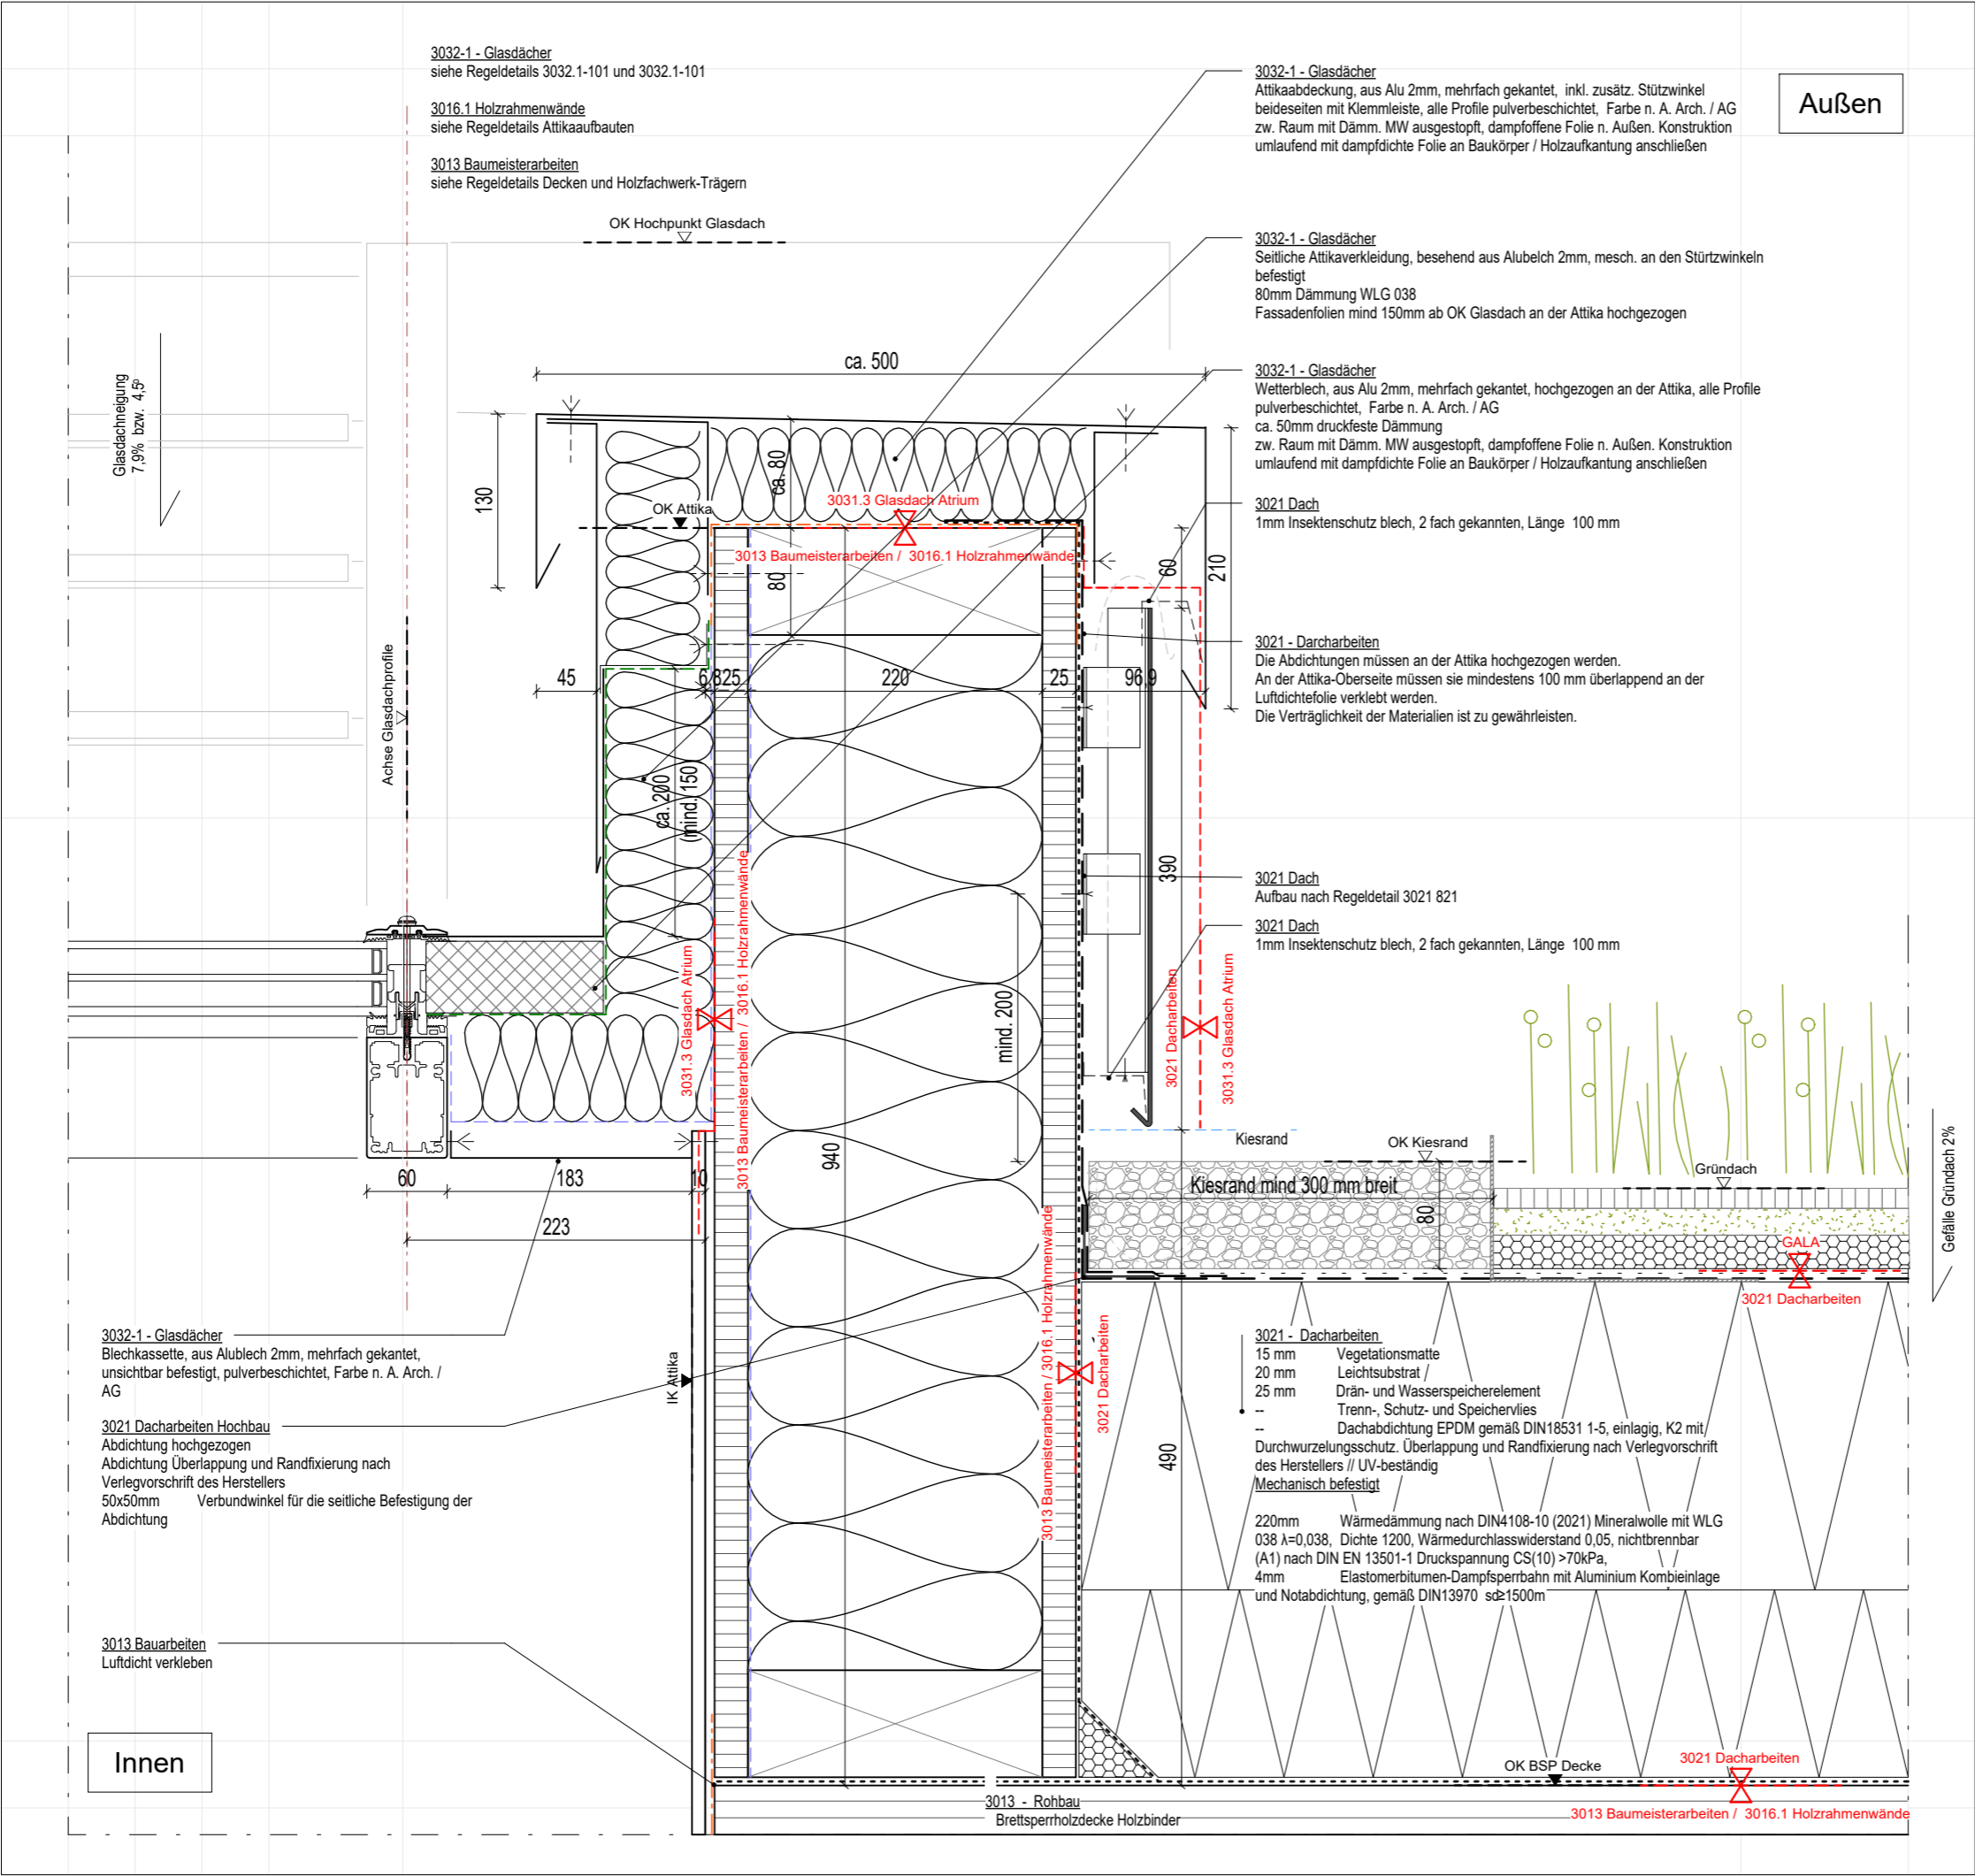 3032-1 - Glasdächer
siehe Regeldetails 3032.1-101 und 3032.1-101
3016.1 Holzrahmenwände
siehe Regeldetails Attikaaufbauten
3013 Baumeisterarbeiten
siehe Regeldetails Decken und Holzfachwerk-Trägern
3032-1 - Glasdächer
Attikaabdeckung, aus Alu 2mm, mehrfach gekantet, inkl. zusätz. Stützwinkel
beideseiten mit Klemmleiste, alle Profile pulverbeschichtet, Farbe n. A. Arch. / AG
zw. Raum mit Dämm. MW ausgestopft, dampfoffene Folie n. Außen. Konstruktion
umlaufend mit dampfdichte Folie an Baukörper / Holzaufkantung anschließen
Außen
OK Hochpunkt Glasdach
3032-1 - Glasdächer
Seitliche Attikaverkleidung, besehend aus Alubelch 2mm, mesch. an den Stürtzwinkeln
befestigt
80mm Dämmung WLG 038
Fassadenfolien mind 150mm ab OK Glasdach an der Attika hochgezogen
Glasdachneigung
7,9% bzw. 4,5º
ca. 500
3032-1 - Glasdächer
Wetterblech, aus Alu 2mm, mehrfach gekantet, hochgezogen an der Attika, alle Profile
pulverbeschichtet, Farbe n. A. Arch. / AG
ca. 50mm druckfeste Dämmung
zw. Raum mit Dämm. MW ausgestopft, dampfoffene Folie n. Außen. Konstruktion
umlaufend mit dampfdichte Folie an Baukörper / Holzaufkantung anschließen
130
ca. 80
OK Attika
3031.3 Glasdach Atrium
3013 Baumeisterarbeiten / 3016.1 Holzrahmenwände
80
60
210
3021 Dach
1mm Insektenschutz blech, 2 fach gekannten, Länge 100 mm
3021 - Darcharbeiten
Die Abdichtungen müssen an der Attika hochgezogen werden.
An der Attika-Oberseite müssen sie mindestens 100 mm überlappend an der
Luftdichtefolie verklebt werden.
Die Verträglichkeit der Materialien ist zu gewährleisten.
Achse Glasdachprofile
45
25
220
25
96,9
ca. 200
(mind. 150
390
3021 Dach
Aufbau nach Regeldetail 3021 821
3021 Dach
1mm Insektenschutz blech, 2 fach gekannten, Länge 100 mm
3031.3 Glasdach Atrium
3013 Baumeisterarbeiten / 3016.1 Holzrahmenwände
mind. 200
3021 Dacharbeiten
3031.3 Glasdach Atrium
940
Kiesrand
OK Kiesrand
Gründach
Kiesrand mind 300 mm breit
80
Gefälle Gründach 2%
60
183
10
223
GALA
3021 Dacharbeiten
3013 Baumeisterarbeiten / 3016.1 Holzrahmenwände
3021 Dacharbeiten
3032-1 - Glasdächer
Blechkassette, aus Alublech 2mm, mehrfach gekantet,
unsichtbar befestigt, pulverbeschichtet, Farbe n. A. Arch. /
AG
IK Attika
3021 Dacharbeiten Hochbau
Abdichtung hochgezogen
Abdichtung Überlappung und Randfixierung nach
Verlegvorschrift des Herstellers
50x50mm Verbundwinkel für die seitliche Befestigung der
Abdichtung
490
3021 - Dacharbeiten
15 mm Vegetationsmatte
20 mm Leichtsubstrat
25 mm Drän- und Wasserspeicherelement
-- Trenn-, Schutz- und Speichervlies
-- Dachabdichtung EPDM gemäß DIN18531 1-5, einlagig, K2 mit
Durchwurzelungsschutz. Überlappung und Randfixierung nach Verlegvorschrift
des Herstellers // UV-beständig
Mechanisch befestigt
220mm Wärmedämmung nach DIN4108-10 (2021) Mineralwolle mit WLG
038 λ=0,038, Dichte 1200, Wärmedurchlasswiderstand 0,05, nichtbrennbar
(A1) nach DIN EN 13501-1 Druckspannung CS(10) >70kPa,
4mm Elastomerbitumen-Dampfsperrbahn mit Aluminium Kombieinlage
und Notabdichtung, gemäß DIN13970 sd≥1500m
3013 Bauarbeiten
Luftdicht verkleben
Innen
OK BSP Decke
3021 Dacharbeiten
3013 Baumeisterarbeiten / 3016.1 Holzrahmenwände
3013 - Rohbau
Brettsperrholzdecke Holzbinder